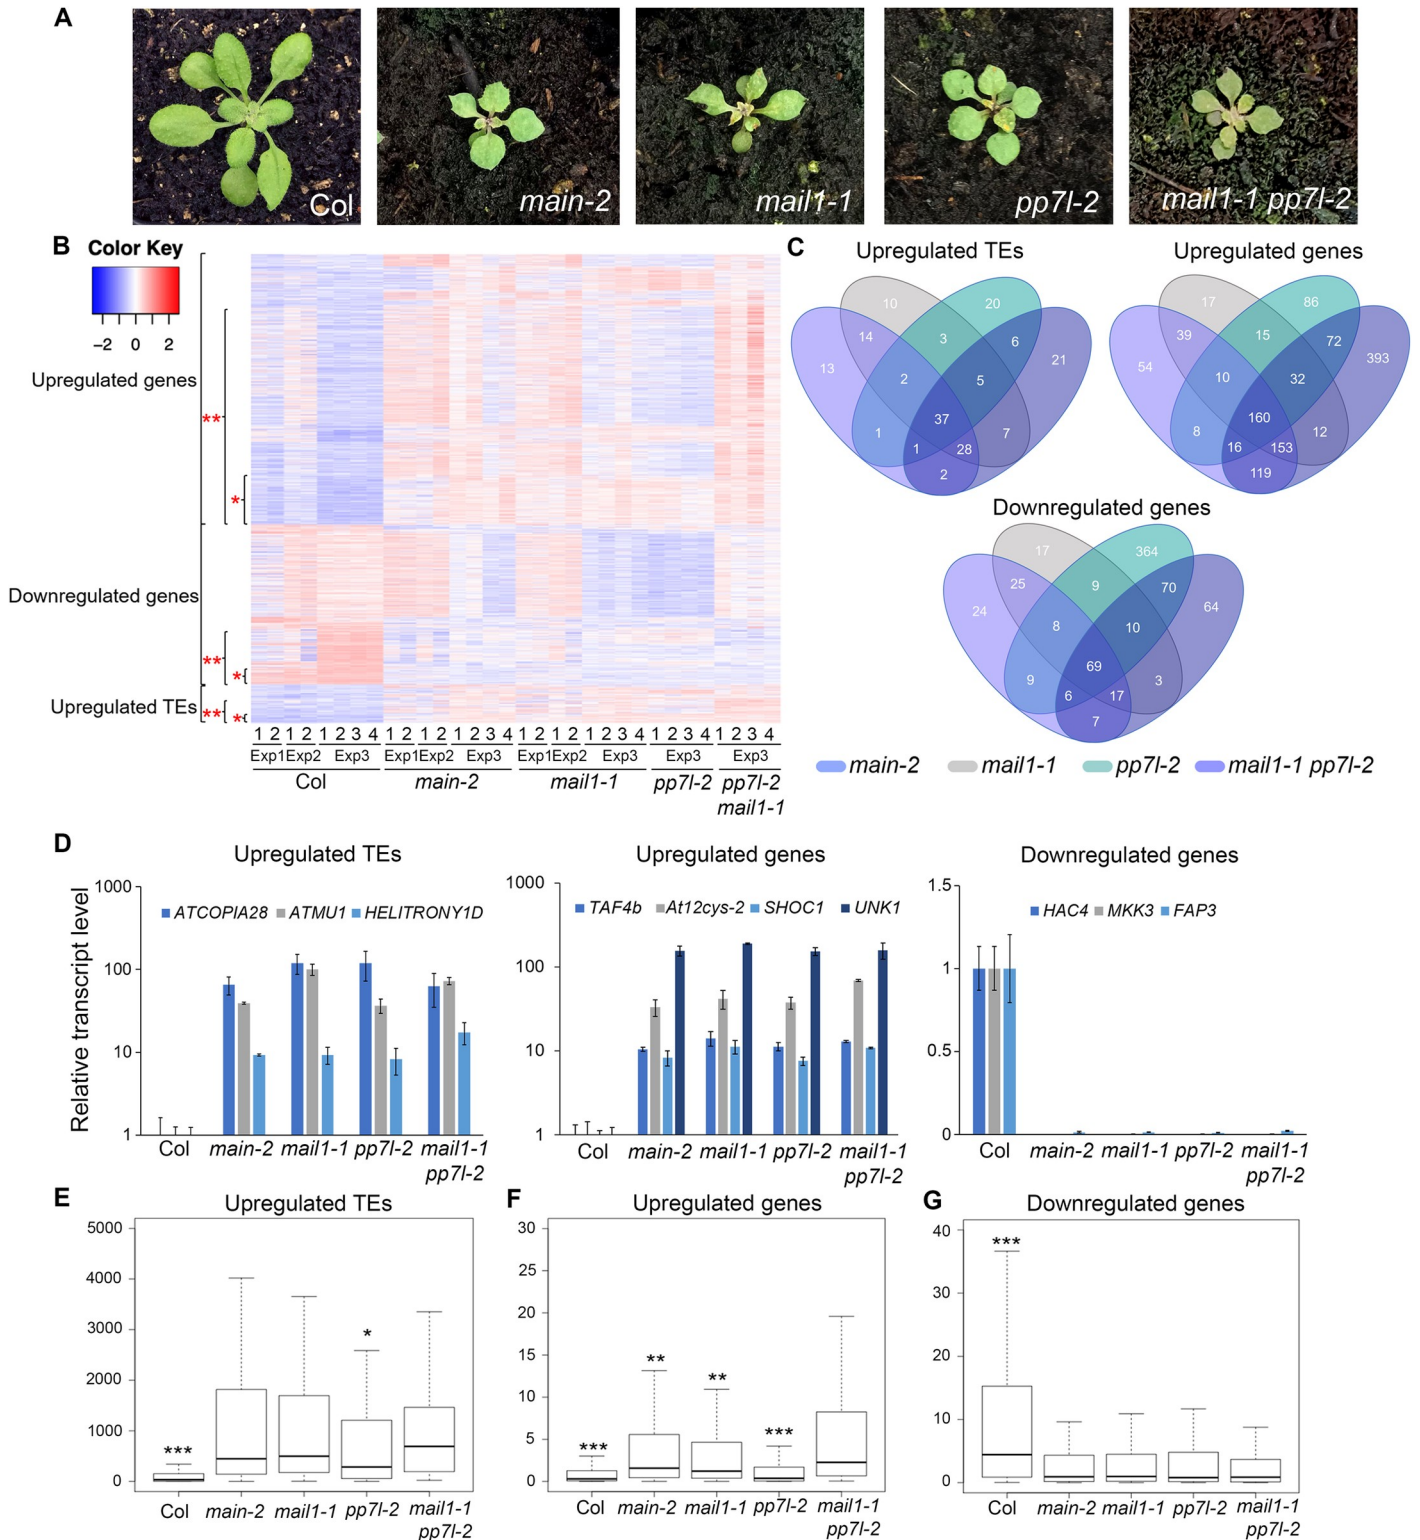 A
Col
main-2
mail1-1
pp7l-2
mail1-1 pp7l-2
B
Color Key
−2 0 2
Upregulated genes
**
*
Downregulated genes
**
*
Upregulated TEs
**
*
1 2 1 2 1 2 3 4 1 2 1 2 1 2 3 4 1 2 1 2 1 2 3 4 1 2 3 4 1 2 3 4
Exp1 Exp2 Exp3 Exp1 Exp2 Exp3 Exp1 Exp2 Exp3 Exp3 Exp3
Col main-2 mail1-1 pp7l-2 pp7l-2
mail1-1
C
Upregulated TEs
10 20
14 3 6
13 2 5 21
37
1 1 28 7
2
Upregulated genes
17 86
39 15 72
54 10 32 393
160
8 16 153 12
119
Downregulated genes
17 364
25 9 70
24 8 10 64
69
9 6 17 3
7
main-2 mail1-1 pp7l-2 mail1-1 pp7l-2
D
Upregulated TEs
Relative transcript level
1000
100
10
1
ATCOPIA28 ATMU1 HELITRONY1D
Col main-2 mail1-1 pp7l-2 mail1-1
pp7l-2
Upregulated genes
1000
100
10
1
TAF4b At12cys-2 SHOC1 UNK1
Col main-2 mail1-1 pp7l-2 mail1-1
pp7l-2
Downregulated genes
1.5
1
0.5
0
HAC4 MKK3 FAP3
Col main-2 mail1-1 pp7l-2 mail1-1
pp7l-2
E
Upregulated TEs
5000
4000
3000
2000
1000
0
***
*
Col main-2 mail1-1 pp7l-2 mail1-1
pp7l-2
F
Upregulated genes
30
25
20
15
10
5
0
***
**
**
***
Col main-2 mail1-1 pp7l-2 mail1-1
pp7l-2
G
Downregulated genes
40
30
20
10
0
***
Col main-2 mail1-1 pp7l-2 mail1-1
pp7l-2